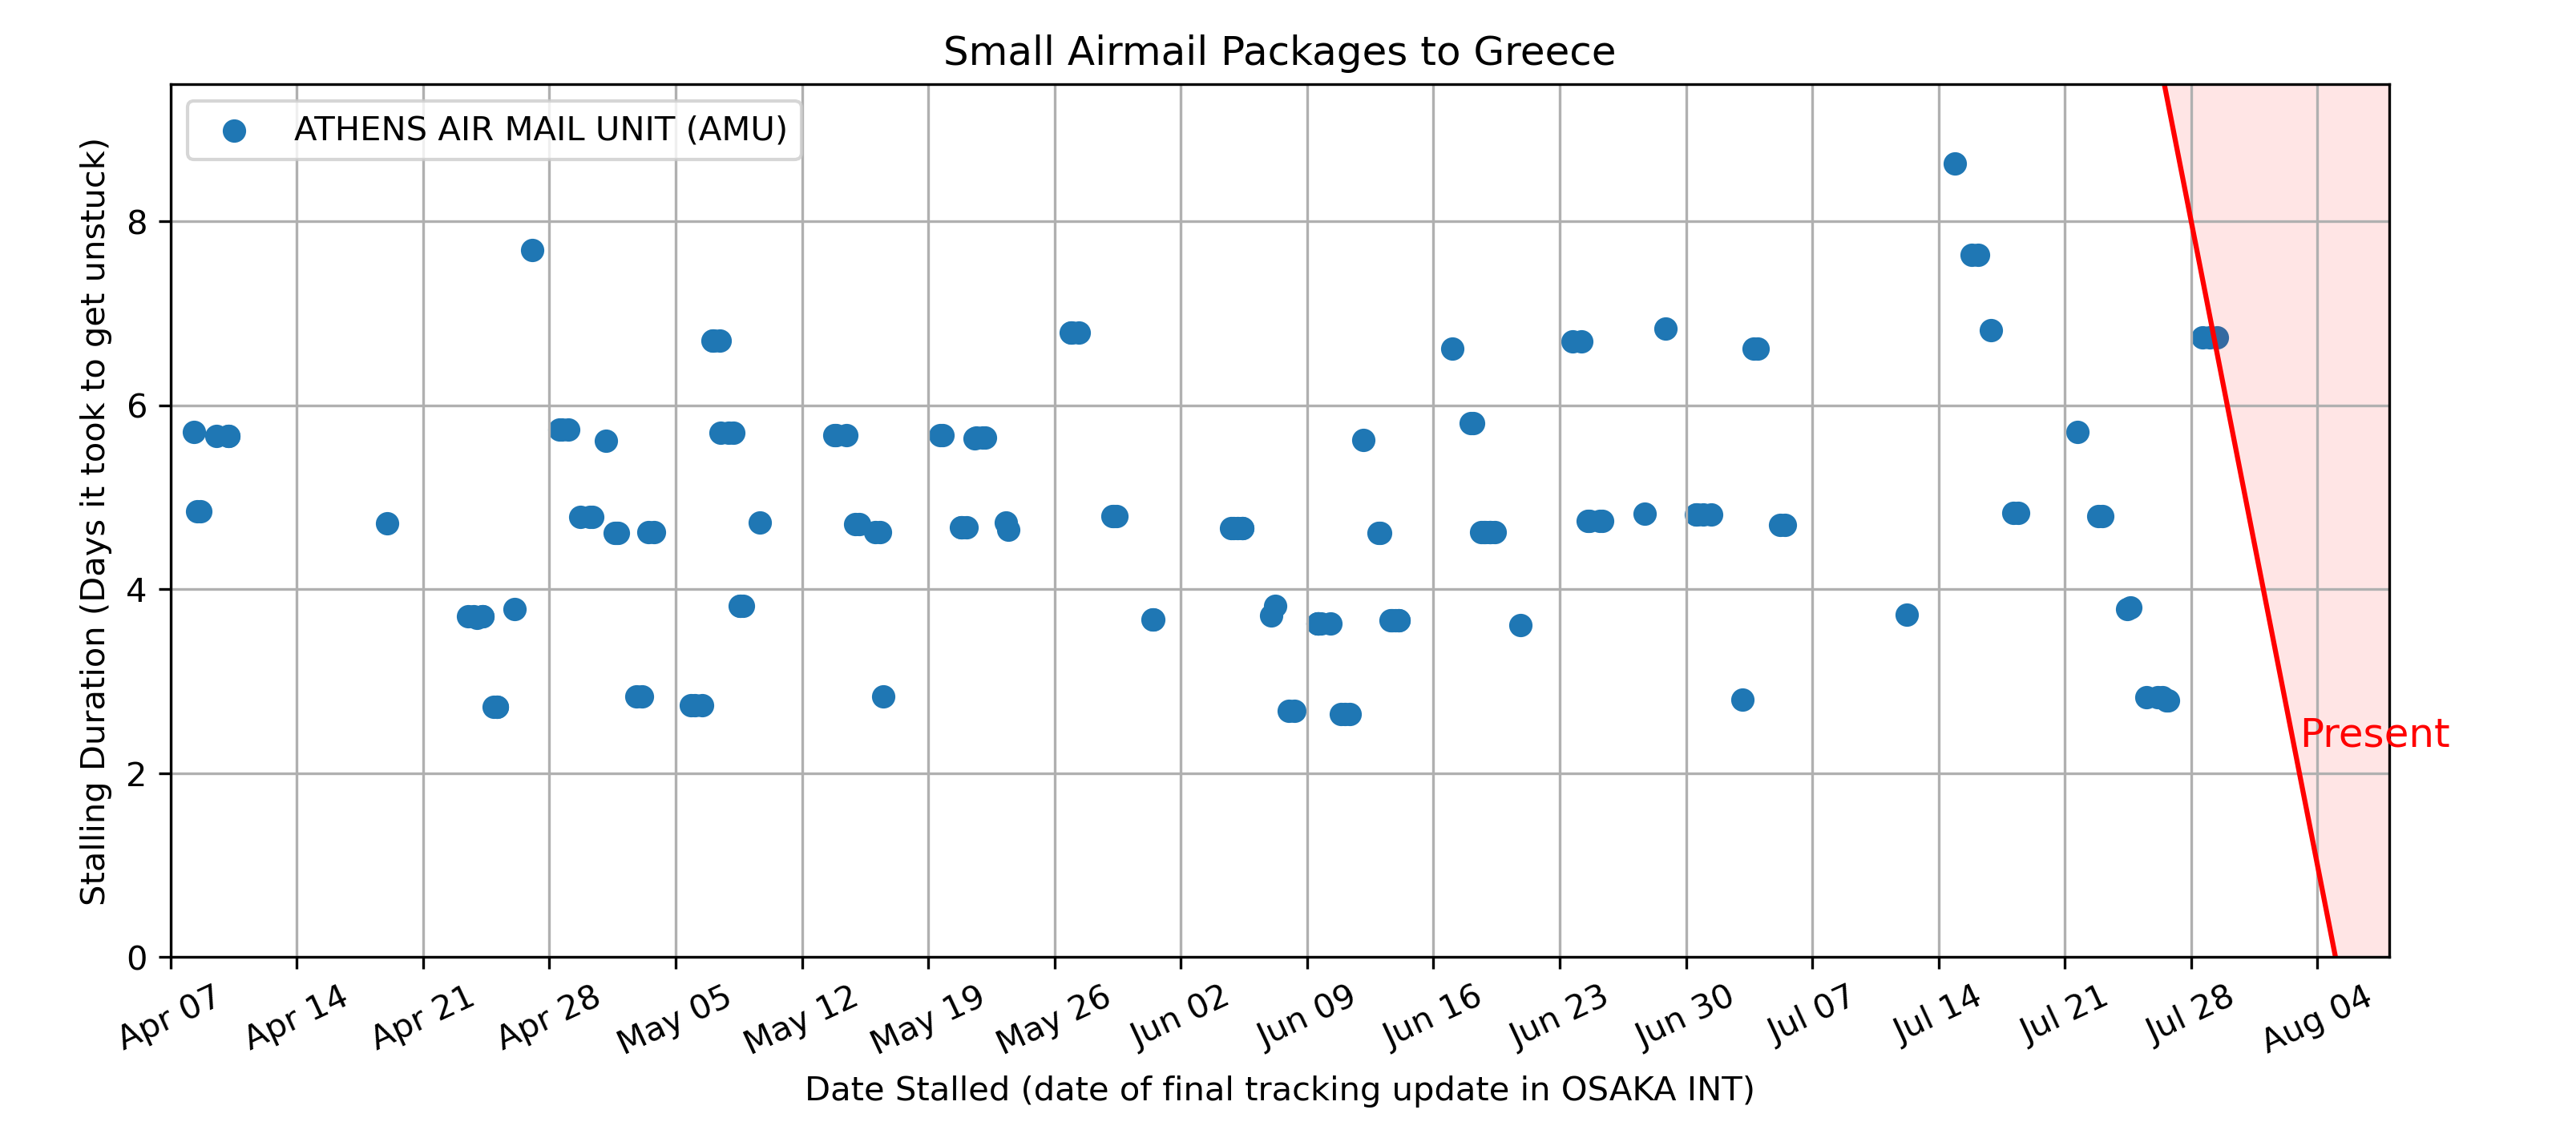 Small Airmail Packages to Greece
ATHENS AIR MAIL UNIT (AMU)
Stalling Duration (Days it took to get unstuck)
8
6
4
2
0
Present
Apr 07
Apr 14
Apr 21
Apr 28
May 05
May 12
May 19
May 26
Jun 02
Jun 09
Jun 16
Jun 23
Jun 30
Jul 07
Jul 14
Jul 21
Jul 28
Aug 04
Date Stalled (date of final tracking update in OSAKA INT)